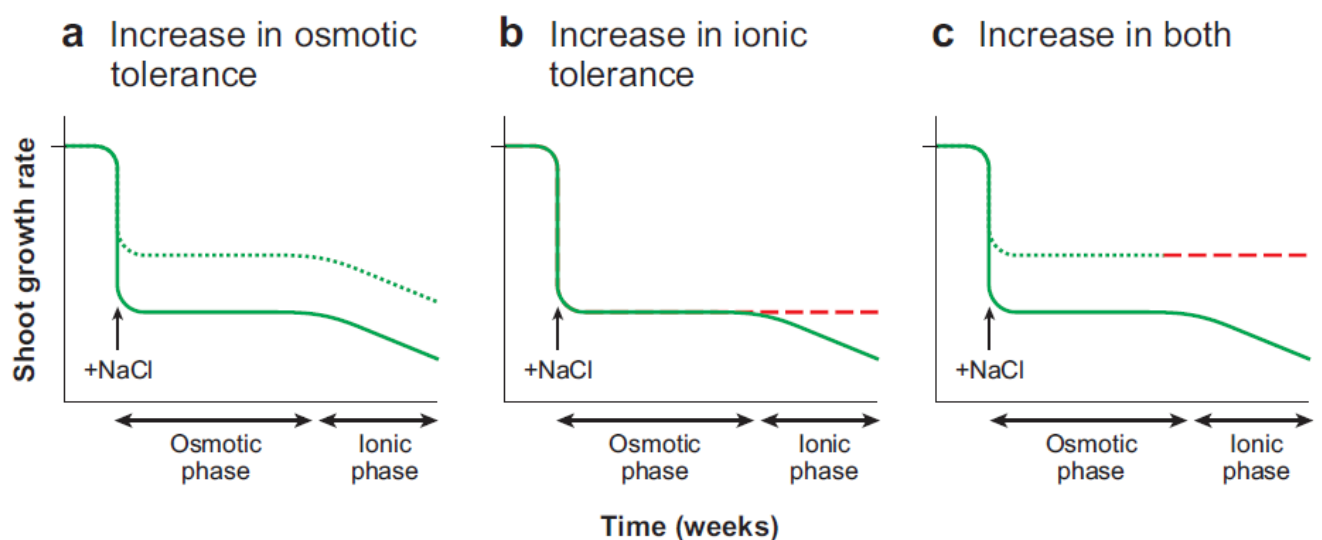 a Increase in osmotic
tolerance
b Increase in ionic
tolerance
c Increase in both
Shoot growth rate
+NaCl
+NaCl
+NaCl
Osmotic
phase
Ionic
phase
Osmotic
phase
Ionic
phase
Osmotic
phase
Ionic
phase
Time (weeks)